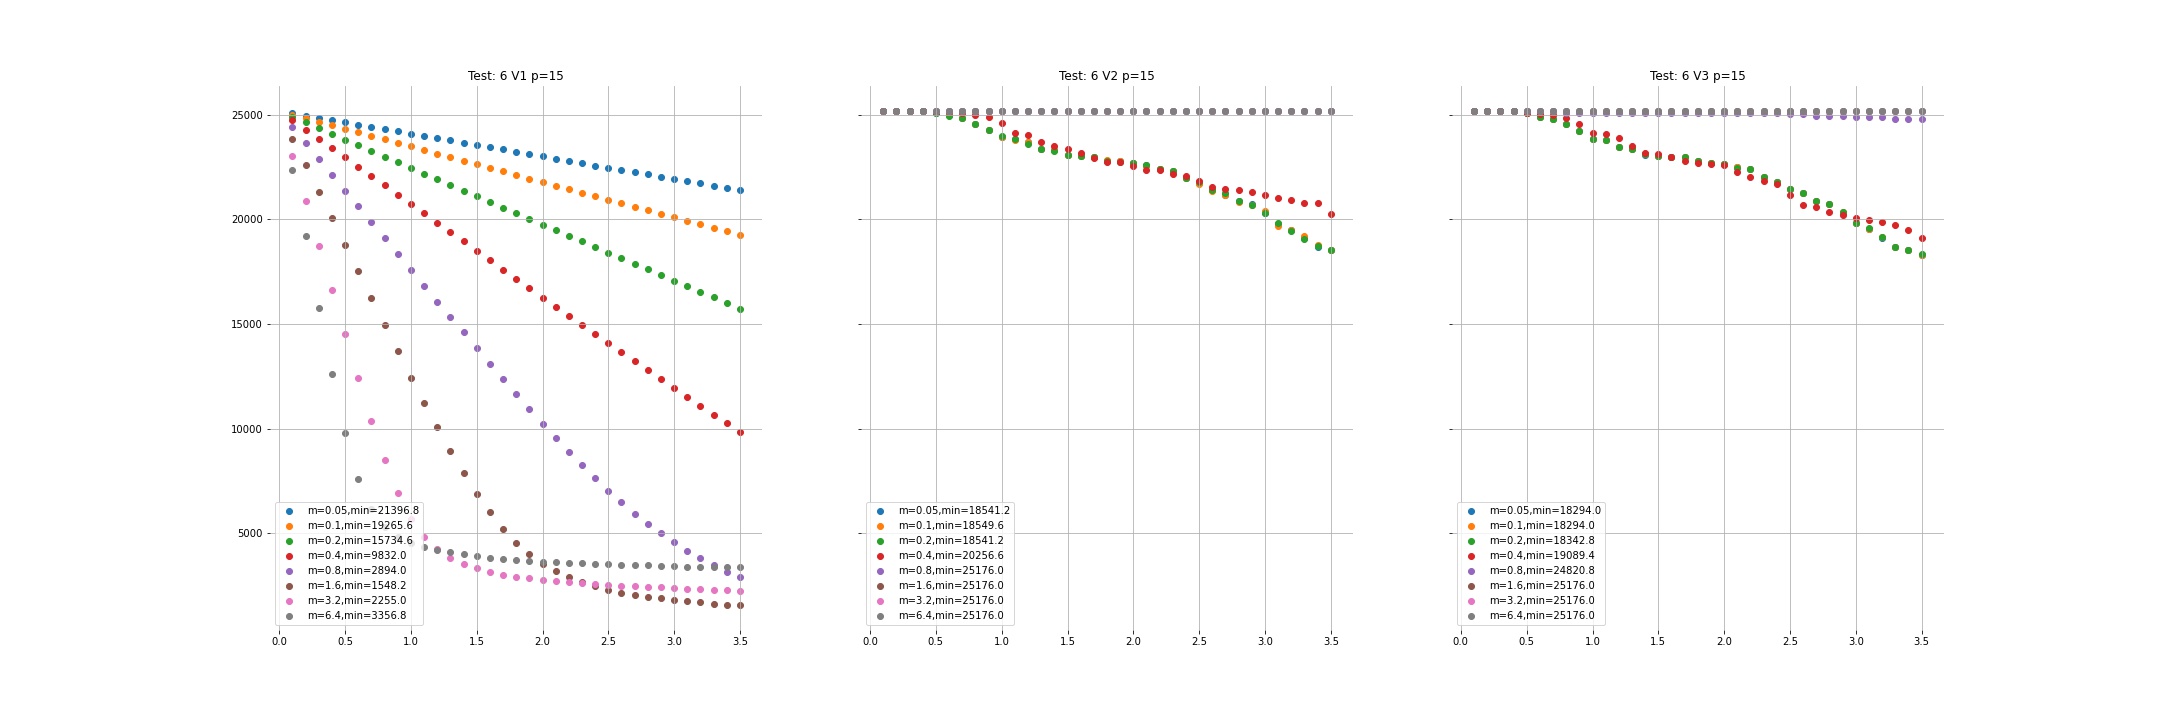 Test: 6 V1 p=15
25000
20000
15000
10000
5000
m=0.05,min=21396.8
m=0.1,min=19265.6
m=0.2,min=15734.6
m=0.4,min=9832.0
m=0.8,min=2894.0
m=1.6,min=1548.2
m=3.2,min=2255.0
m=6.4,min=3356.8
0.0 0.5 1.0 1.5 2.0 2.5 3.0 3.5
Test: 6 V2 p=15
m=0.05,min=18541.2
m=0.1,min=18549.6
m=0.2,min=18541.2
m=0.4,min=20256.6
m=0.8,min=25176.0
m=1.6,min=25176.0
m=3.2,min=25176.0
m=6.4,min=25176.0
0.0 0.5 1.0 1.5 2.0 2.5 3.0 3.5
Test: 6 V3 p=15
m=0.05,min=18294.0
m=0.1,min=18294.0
m=0.2,min=18342.8
m=0.4,min=19089.4
m=0.8,min=24820.8
m=1.6,min=25176.0
m=3.2,min=25176.0
m=6.4,min=25176.0
0.0 0.5 1.0 1.5 2.0 2.5 3.0 3.5